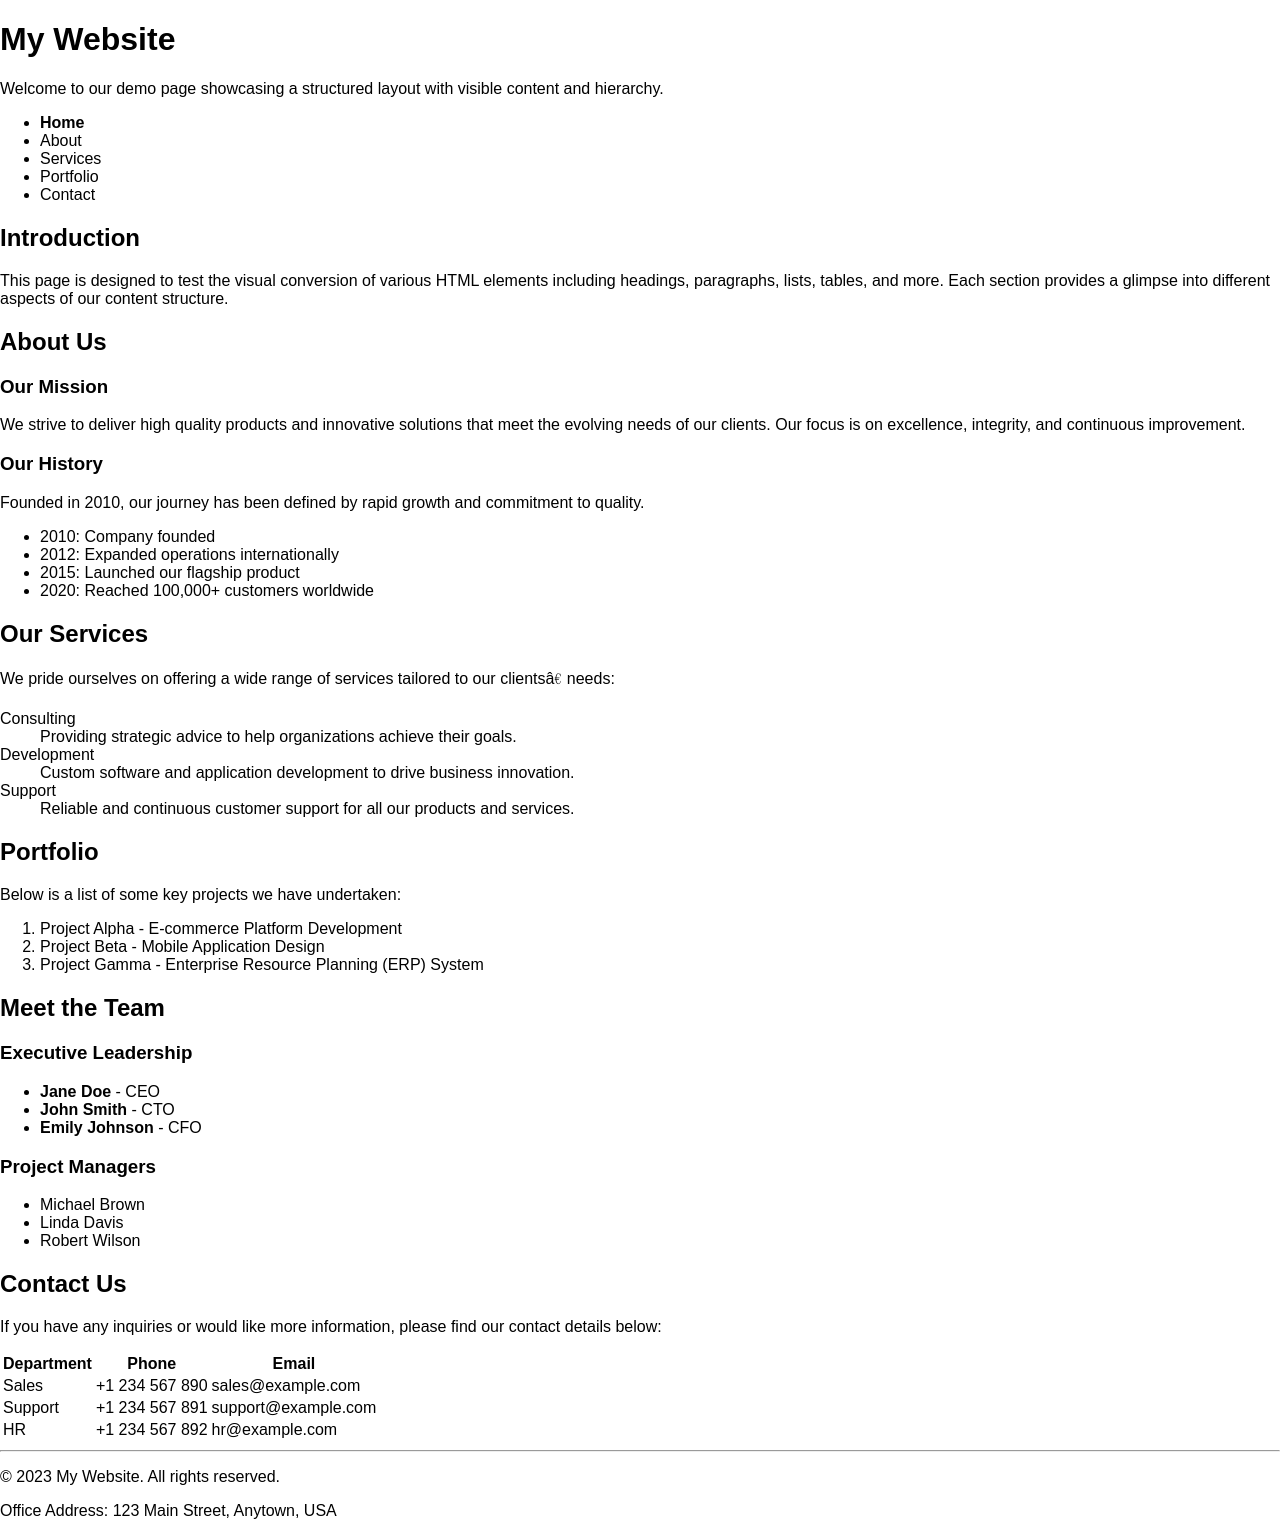 My Website
Welcome to our demo page showcasing a structured layout with visible content and hierarchy.
• Home
• About
• Services
• Portfolio
• Contact
Introduction
This page is designed to test the visual conversion of various HTML elements including headings, paragraphs, lists, tables, and more. Each section provides a glimpse into different
aspects of our content structure.
About Us
Our Mission
We strive to deliver high quality products and innovative solutions that meet the evolving needs of our clients. Our focus is on excellence, integrity, and continuous improvement.
Our History
Founded in 2010, our journey has been defined by rapid growth and commitment to quality.
• 2010: Company founded
• 2012: Expanded operations internationally
• 2015: Launched our flagship product
• 2020: Reached 100,000+ customers worldwide
Our Services
We pride ourselves on offering a wide range of services tailored to our clientsâ€ needs:
Consulting
Providing strategic advice to help organizations achieve their goals.
Development
Custom software and application development to drive business innovation.
Support
Reliable and continuous customer support for all our products and services.
Portfolio
Below is a list of some key projects we have undertaken:
1. Project Alpha - E-commerce Platform Development
2. Project Beta - Mobile Application Design
3. Project Gamma - Enterprise Resource Planning (ERP) System
Meet the Team
Executive Leadership
• Jane Doe - CEO
• John Smith - CTO
• Emily Johnson - CFO
Project Managers
• Michael Brown
• Linda Davis
• Robert Wilson
Contact Us
If you have any inquiries or would like more information, please find our contact details below:
Department Phone Email
Sales +1 234 567 890 sales@example.com
Support +1 234 567 891 support@example.com
HR +1 234 567 892 hr@example.com
© 2023 My Website. All rights reserved.
Office Address: 123 Main Street, Anytown, USA